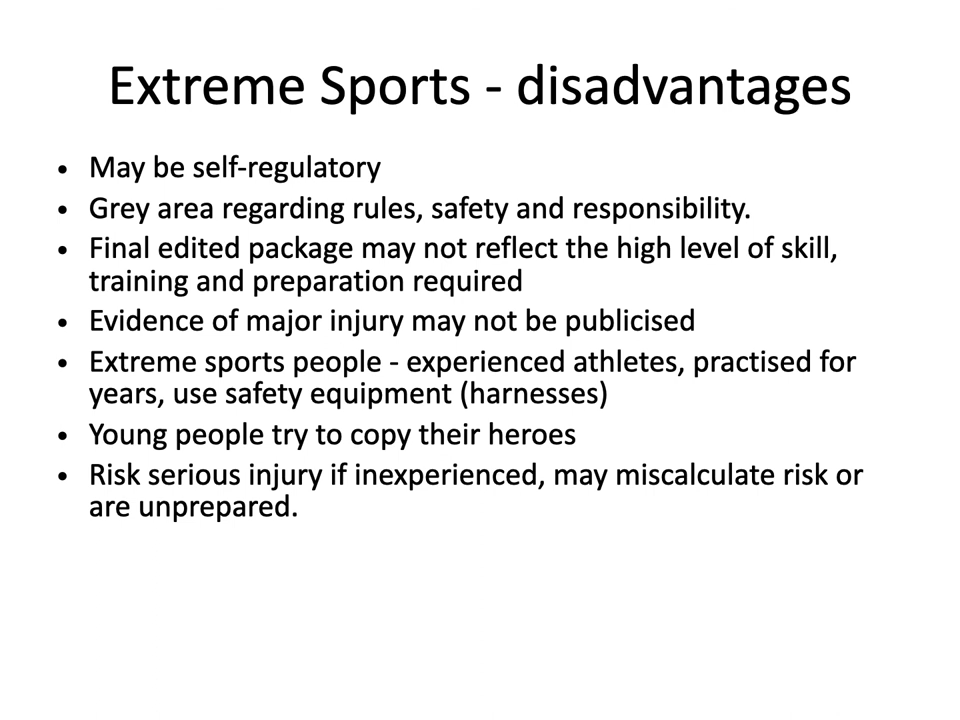 Extreme Sports - disadvantages
• May be self-regulatory
• Grey area regarding rules, safety and responsibility.
• Final edited package may not reflect the high level of skill,
training and preparation required
• Evidence of major injury may not be publicised
• Extreme sports people - experienced athletes, practised for
years, use safety equipment (harnesses)
• Young people try to copy their heroes
• Risk serious injury if inexperienced, may miscalculate risk or
are unprepared.